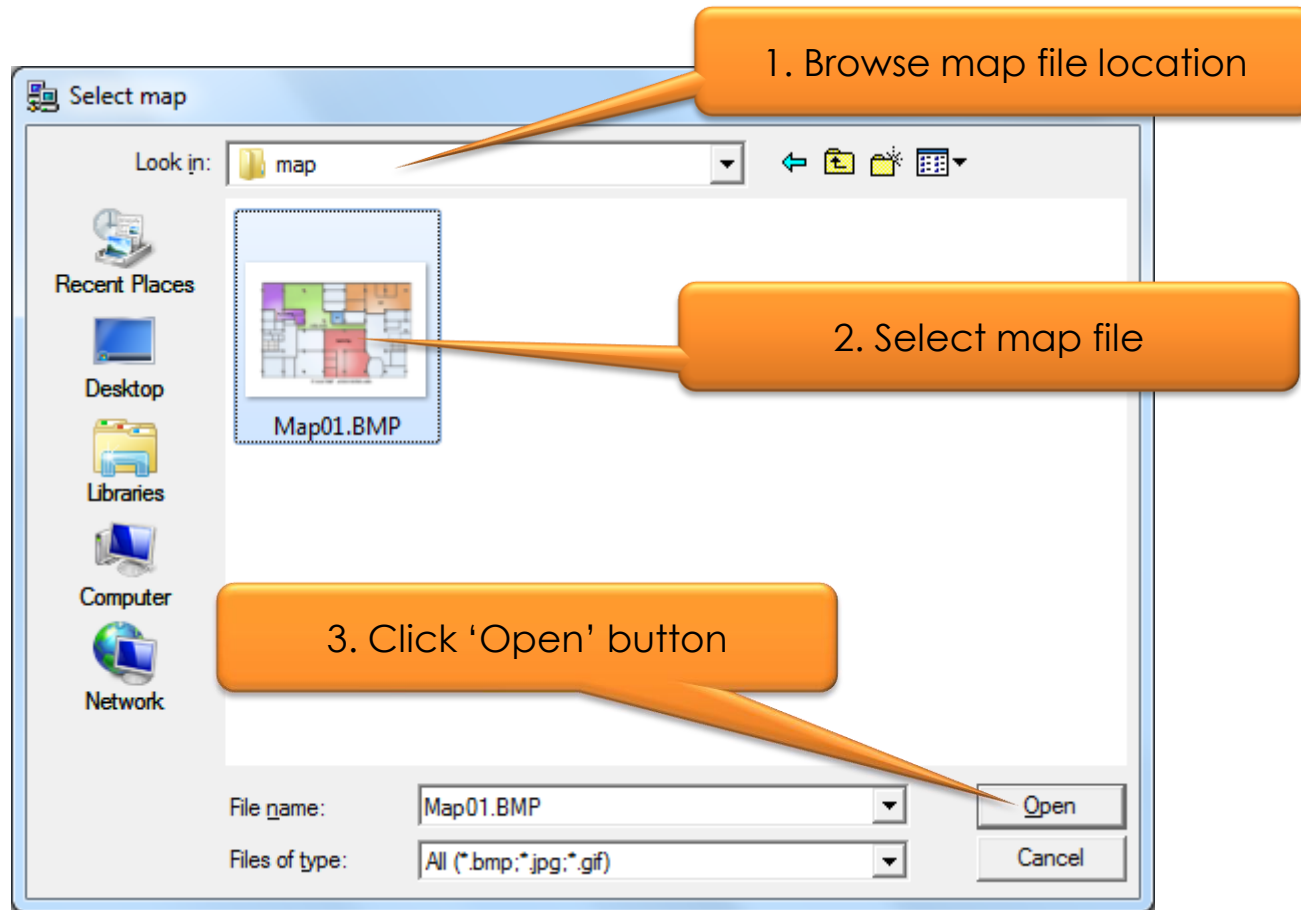 1. Browse map file location
Select map
Look in:
map
Recent Places
Desktop
Libraries
Computer
Network
Map01.BMP
2. Select map file
3. Click ‘Open’ button
File name:
Map01.BMP
Open
Files of type:
All (*.bmp;*.jpg;*.gif)
Cancel